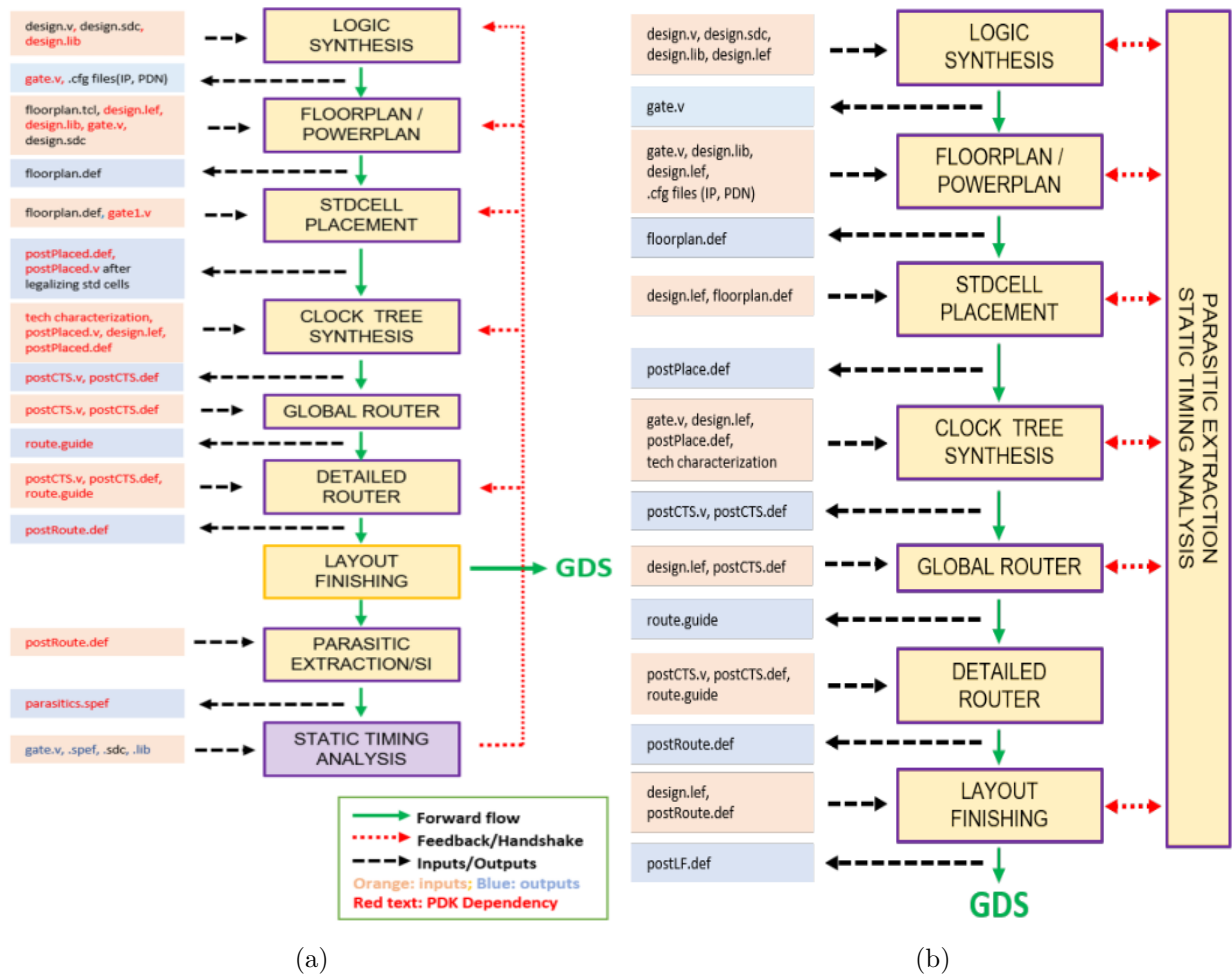 design.v, design.sdc,
design.lib
LOGIC
SYNTHESIS
gate.v, .cfg files(IP, PDN)
floorplan.tcl, design.lef,
design.lib, gate.v,
design.sdc
FLOORPLAN /
POWERPLAN
floorplan.def
floorplan.def, gate1.v
STDCELL
PLACEMENT
postPlaced.def,
postPlaced.v after
legalizing std cells
tech characterization,
postPlaced.v, design.lef,
postPlaced.def
CLOCK TREE
SYNTHESIS
postCTS.v, postCTS.def
postCTS.v, postCTS.def
GLOBAL ROUTER
route.guide
postCTS.v, postCTS.def,
route.guide
DETAILED
ROUTER
postRoute.def
LAYOUT
FINISHING
GDS
postRoute.def
PARASITIC
EXTRACTION/SI
parasitics.spef
gate.v, .spef, .sdc, .lib
STATIC TIMING
ANALYSIS
Forward flow
Feedback/Handshake
Inputs/Outputs
Orange: inputs; Blue: outputs
Red text: PDK Dependency
(a)
design.v, design.sdc,
design.lib, design.lef
LOGIC
SYNTHESIS
gate.v
gate.v, design.lib,
design.lef,
.cfg files (IP, PDN)
FLOORPLAN /
POWERPLAN
floorplan.def
design.lef, floorplan.def
STDCELL
PLACEMENT
postPlace.def
gate.v, design.lef,
postPlace.def,
tech characterization
CLOCK TREE
SYNTHESIS
postCTS.v, postCTS.def
design.lef, postCTS.def
GLOBAL ROUTER
route.guide
postCTS.v, postCTS.def,
route.guide
DETAILED
ROUTER
postRoute.def
design.lef,
postRoute.def
LAYOUT
FINISHING
postLF.def
GDS
PARASITIC EXTRACTION
STATIC TIMING ANALYSIS
(b)